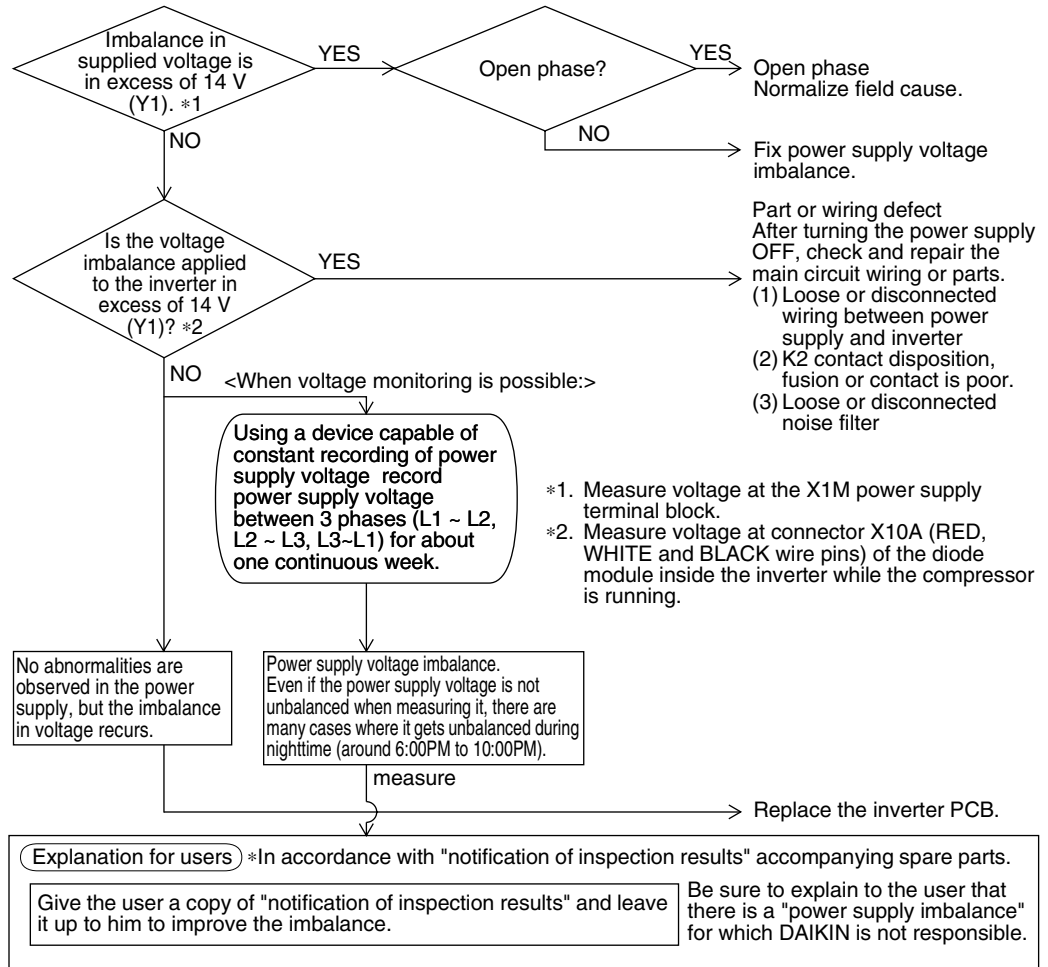 Imbalance in
supplied voltage is
in excess of 14 V
(Y1). *1
YES
Open phase?
YES
Open phase
Normalize field cause.
NO
NO
Fix power supply voltage
imbalance.
Is the voltage
imbalance applied
to the inverter in
excess of 14 V
(Y1)? *2
YES
Part or wiring defect
After turning the power supply
OFF, check and repair the
main circuit wiring or parts.
(1) Loose or disconnected
wiring between power
supply and inverter
(2) K2 contact disposition,
fusion or contact is poor.
(3) Loose or disconnected
noise filter
NO
<When voltage monitoring is possible:>
Using a device capable of
constant recording of power
supply voltage record
power supply voltage
between 3 phases (L1 ~ L2,
L2 ~ L3, L3~L1) for about
one continuous week.
*1. Measure voltage at the X1M power supply
terminal block.
*2. Measure voltage at connector X10A (RED,
WHITE and BLACK wire pins) of the diode
module inside the inverter while the compressor
is running.
No abnormalities are
observed in the power
supply, but the imbalance
in voltage recurs.
Power supply voltage imbalance.
Even if the power supply voltage is not
unbalanced when measuring it, there are
many cases where it gets unbalanced during
nighttime (around 6:00PM to 10:00PM).
measure
Replace the inverter PCB.
Explanation for users *In accordance with "notification of inspection results" accompanying spare parts.
Give the user a copy of "notification of inspection results" and leave
it up to him to improve the imbalance.
Be sure to explain to the user that
there is a "power supply imbalance"
for which DAIKIN is not responsible.